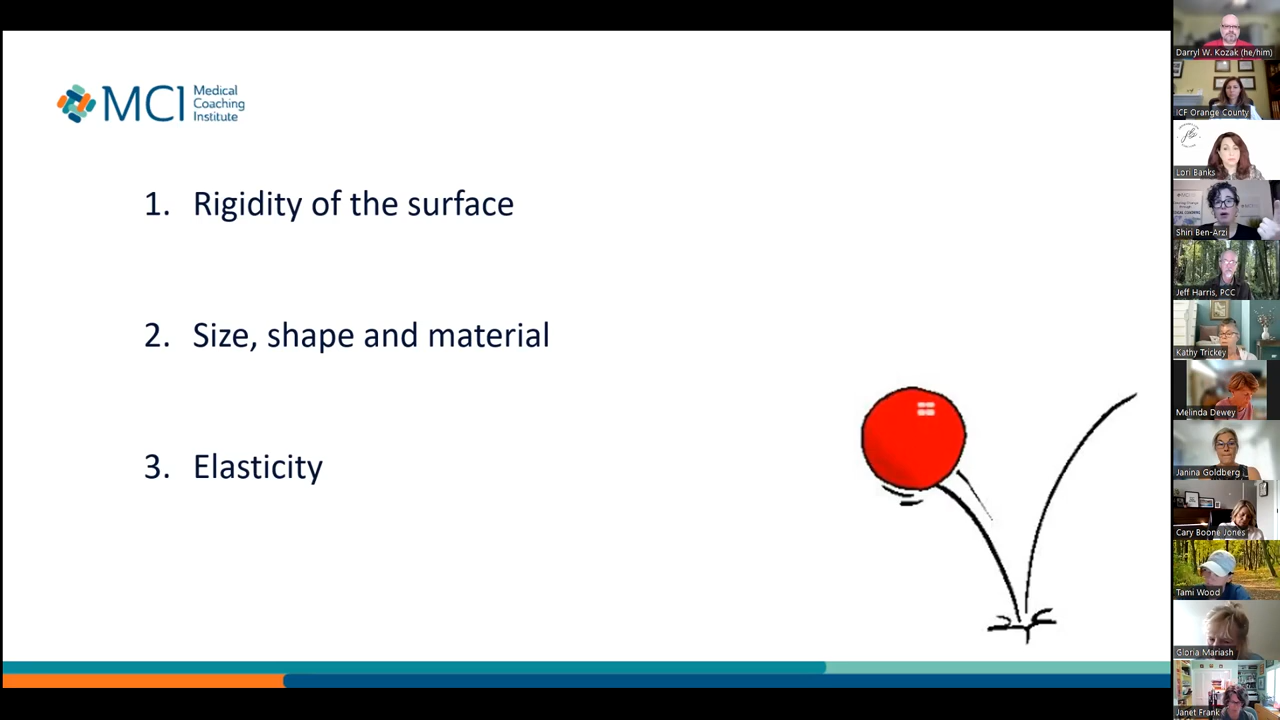 MCI Medical
Coaching
Institute
1. Rigidity of the surface
2. Size, shape and material
3. Elasticity
Darryl W. Kozak (he/him)
ICF Orange County
Lori Banks
Shiri Ben-Arzi
Jeff Harris, PCC
Kathy Trickey
Melinda Dewey
Janina Goldberg
Cary Boone Jones
Tami Wood
Gloria Mariash
Janet Frank